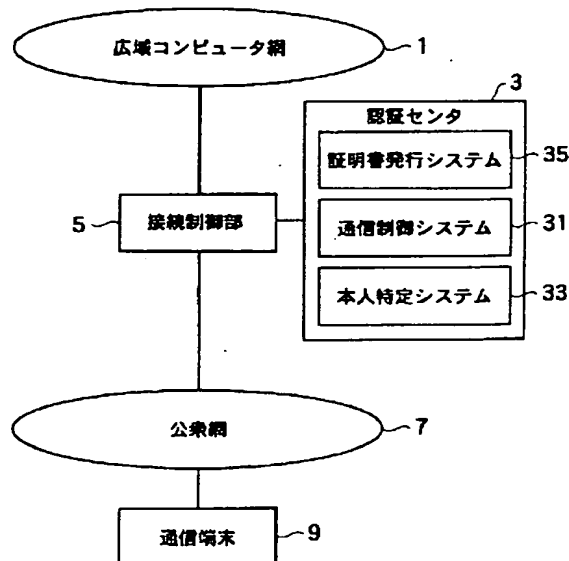 広域コンピュータ網
1
3
認証センタ
証明書発行システム
35
5
接続制御部
通信制御システム
31
本人特定システム
33
公衆網
7
通信端末
9